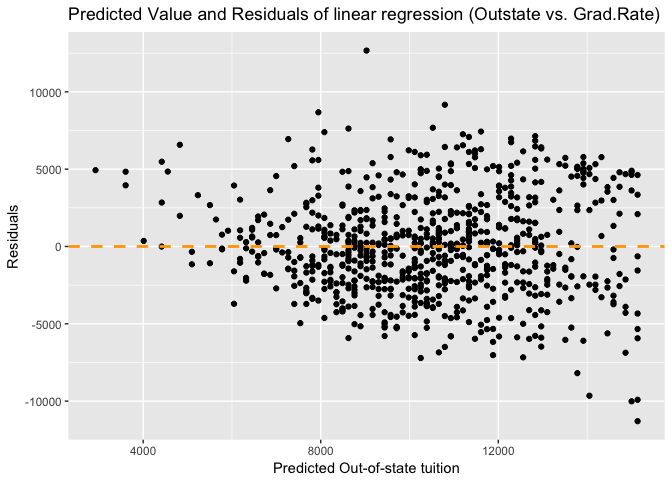 Predicted Value and Residuals of linear regression (Outstate vs. Grad.Rate)
Residuals
10000
5000
0
-5000
-10000
4000
8000
12000
Predicted Out-of-state tuition